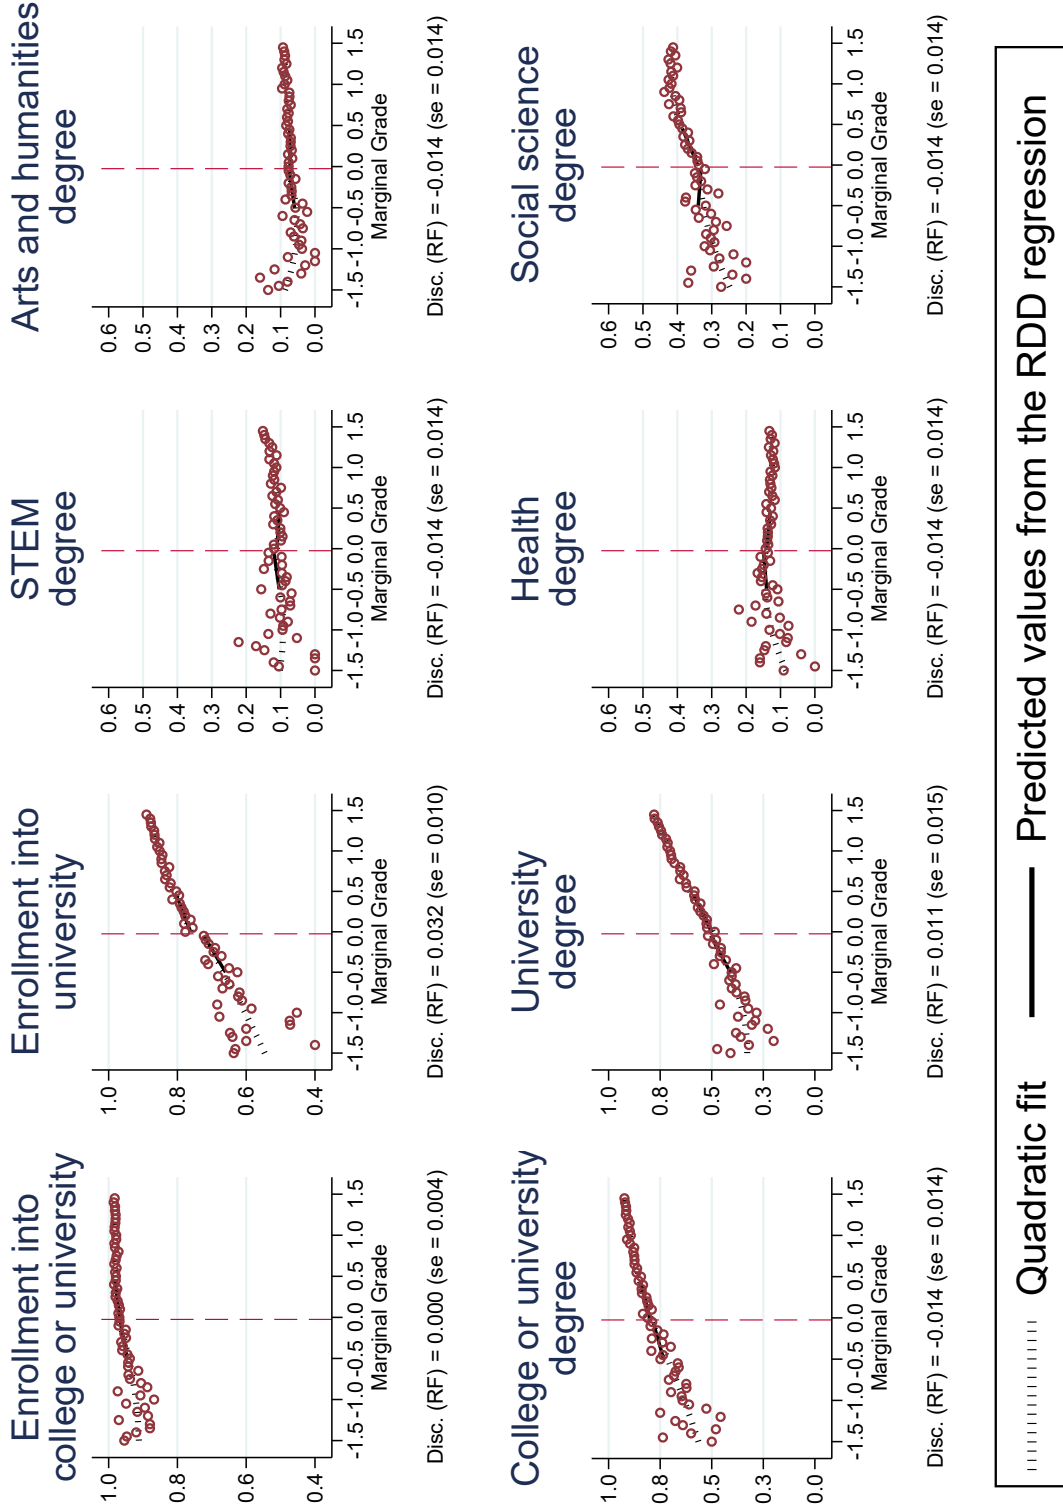 Enrollment into
college or university
1.0
0.8
0.6
0.4
-1.5 -1.0 -0.5 0.0 0.5 1.0 1.5
Marginal Grade
Disc. (RF) = 0.000 (se = 0.004)
Enrollment into
university
1.0
0.8
0.6
0.4
-1.5 -1.0 -0.5 0.0 0.5 1.0 1.5
Marginal Grade
Disc. (RF) = 0.032 (se = 0.010)
STEM
degree
0.6
0.5
0.4
0.3
0.2
0.1
0.0
-1.5 -1.0 -0.5 0.0 0.5 1.0 1.5
Marginal Grade
Disc. (RF) = -0.014 (se = 0.014)
Arts and humanities
degree
0.6
0.5
0.4
0.3
0.2
0.1
0.0
-1.5 -1.0 -0.5 0.0 0.5 1.0 1.5
Marginal Grade
Disc. (RF) = -0.014 (se = 0.014)
College or university
degree
1.0
0.8
0.5
0.3
0.0
-1.5 -1.0 -0.5 0.0 0.5 1.0 1.5
Marginal Grade
Disc. (RF) = -0.014 (se = 0.014)
University
degree
1.0
0.8
0.5
0.3
0.0
-1.5 -1.0 -0.5 0.0 0.5 1.0 1.5
Marginal Grade
Disc. (RF) = 0.011 (se = 0.015)
Health
degree
0.6
0.5
0.4
0.3
0.2
0.1
0.0
-1.5 -1.0 -0.5 0.0 0.5 1.0 1.5
Marginal Grade
Disc. (RF) = -0.014 (se = 0.014)
Social science
degree
0.6
0.5
0.4
0.3
0.2
0.1
0.0
-1.5 -1.0 -0.5 0.0 0.5 1.0 1.5
Marginal Grade
Disc. (RF) = -0.014 (se = 0.014)
Quadratic fit Predicted values from the RDD regression